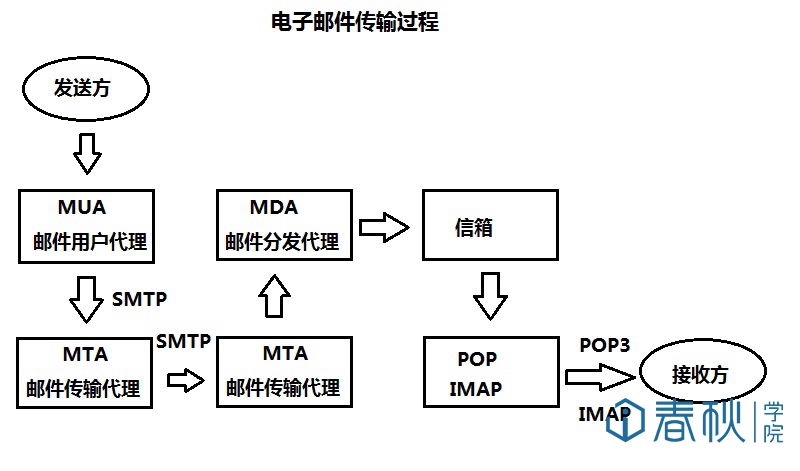 电子邮件传输过程
发送方
MUA
邮件用户代理
SMTP
MTA
邮件传输代理
SMTP
MTA
邮件传输代理
MDA
邮件分发代理
信箱
POP
IMAP
POP3
IMAP
接收方
春秋
学院